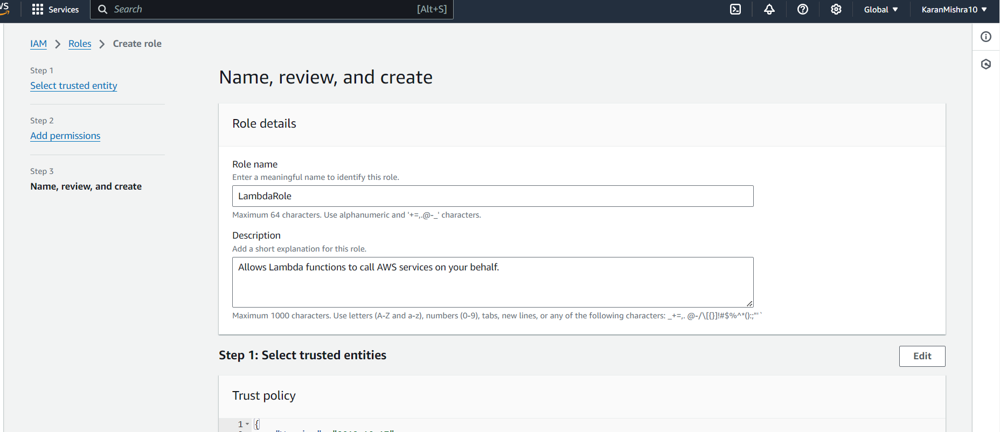 Services
Search [Alt+S]
Global
KaranMishra10
IAM > Roles > Create role
Step 1
Select trusted entity
Step 2
Add permissions
Step 3
Name, review, and create
Name, review, and create
Role details
Role name
Enter a meaningful name to identify this role.
LambdaRole
Maximum 64 characters. Use alphanumeric and '+=,.@-_' characters.
Description
Add a short explanation for this role.
Allows Lambda functions to call AWS services on your behalf.
Maximum 1000 characters. Use letters (A-Z and a-z), numbers (0-9), tabs, new lines, or any of the following characters: _+=,. @-/\[{}]!#$%^*();:"'`
Step 1: Select trusted entities
Edit
Trust policy
1 {